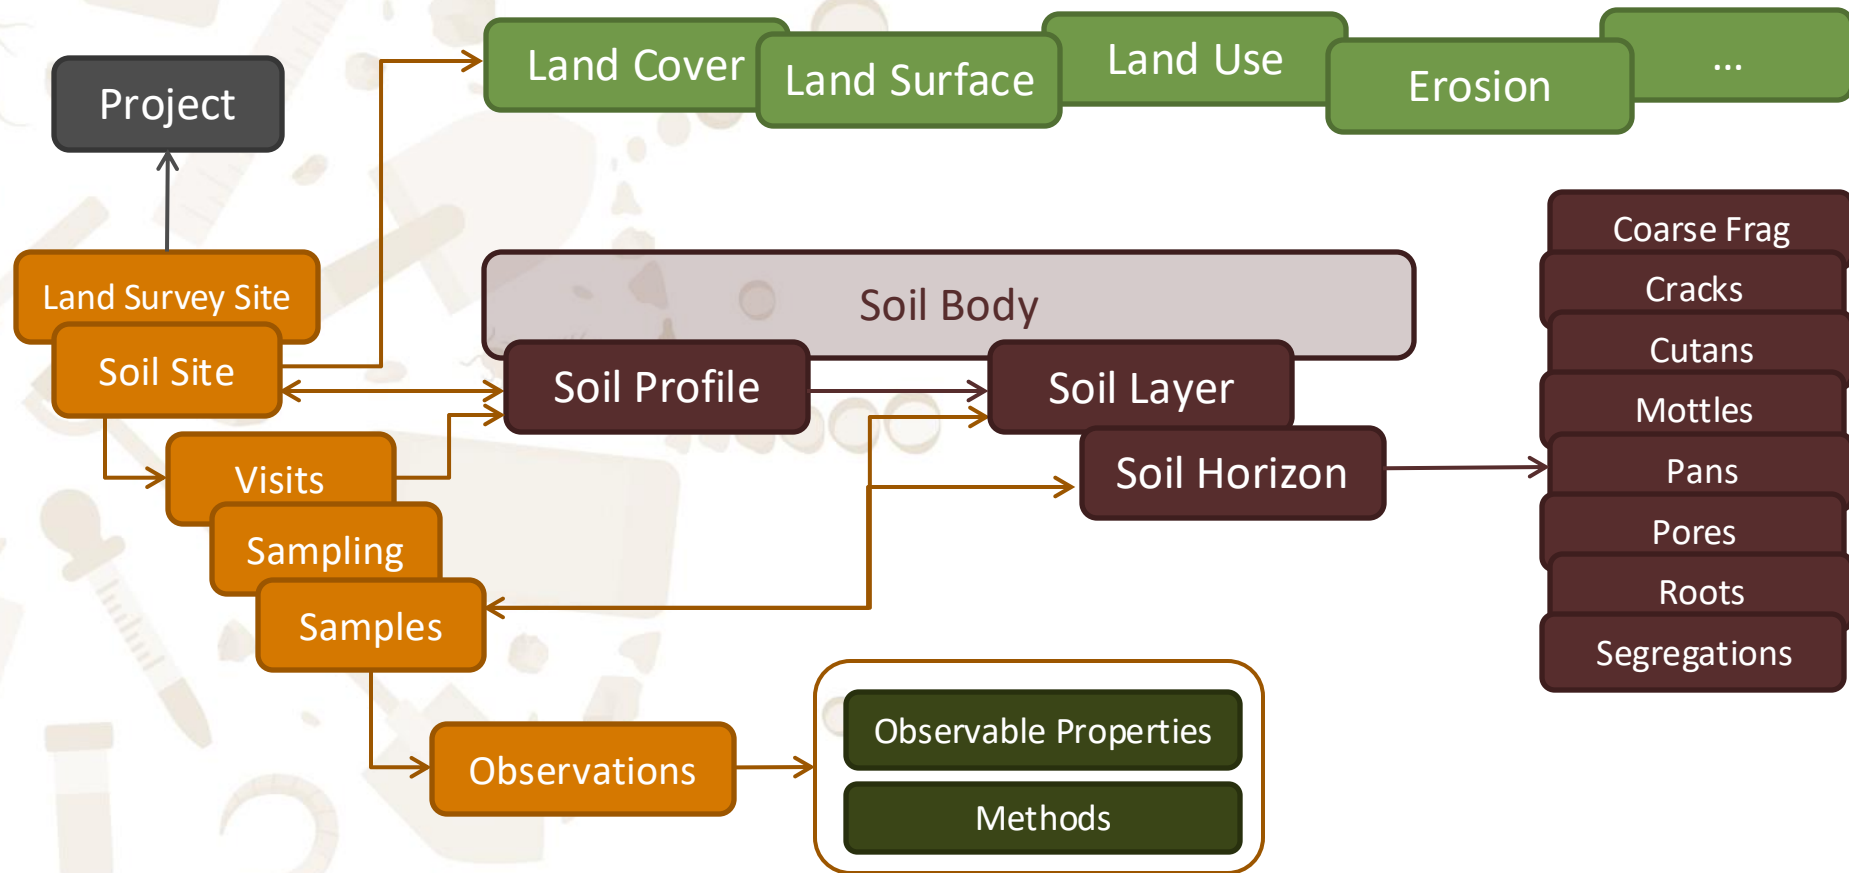 Project
Land Cover
Land Surface
Land Use
Erosion
...
Land Survey Site
Soil Site
Visits
Sampling
Samples
Observations
Soil Body
Soil Profile
Soil Layer
Soil Horizon
Observable Properties
Methods
Coarse Frag
Cracks
Cutans
Mottles
Pans
Pores
Roots
Segregations